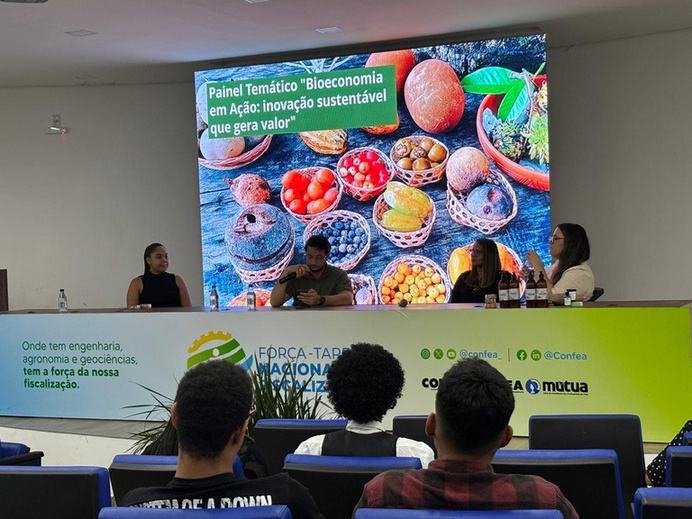 Painel Temático "Bioeconomia
em Ação: inovação sustentável
que gera valor"
Onde tem engenharia,
agronomia e geociências,
tem a força da nossa
fiscalização.
FORÇA-TAREFA
NACIONAL
@confea_
@Confea
mútua